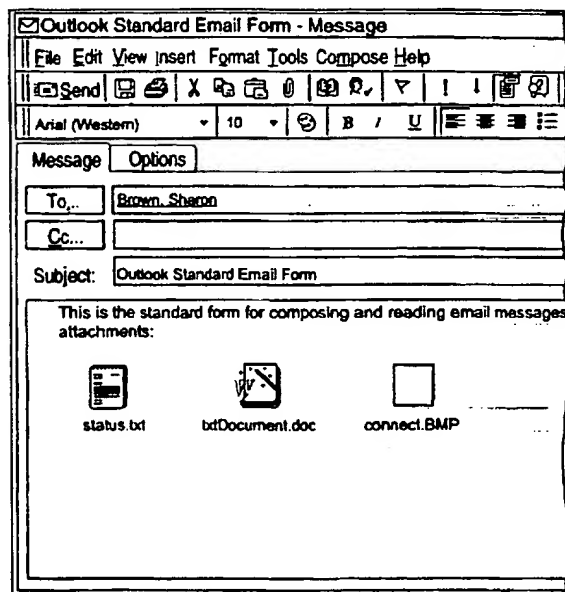 Outlook Standard Email Form - Message
File Edit View Insert Format Tools Compose Help
Send
Arial (Western) 10 B I U
Message Options
To... Brown, Sharon
Cc...
Subject: Outlook Standard Email Form
This is the standard form for composing and reading email messages
attachments:
status.txt txtDocument.doc connect.BMP